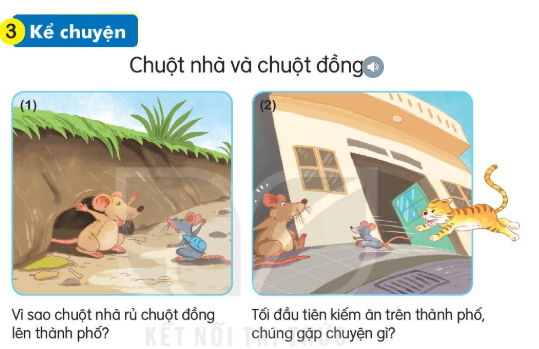 3 Kể chuyện
Chuột nhà và chuột đồng
(1)
(2)
Vì sao chuột nhà rủ chuột đồng
lên thành phố?
Tối đầu tiên kiếm ăn trên thành phố,
chúng gặp chuyện gì?
KẾT NỐI TRI THỨC